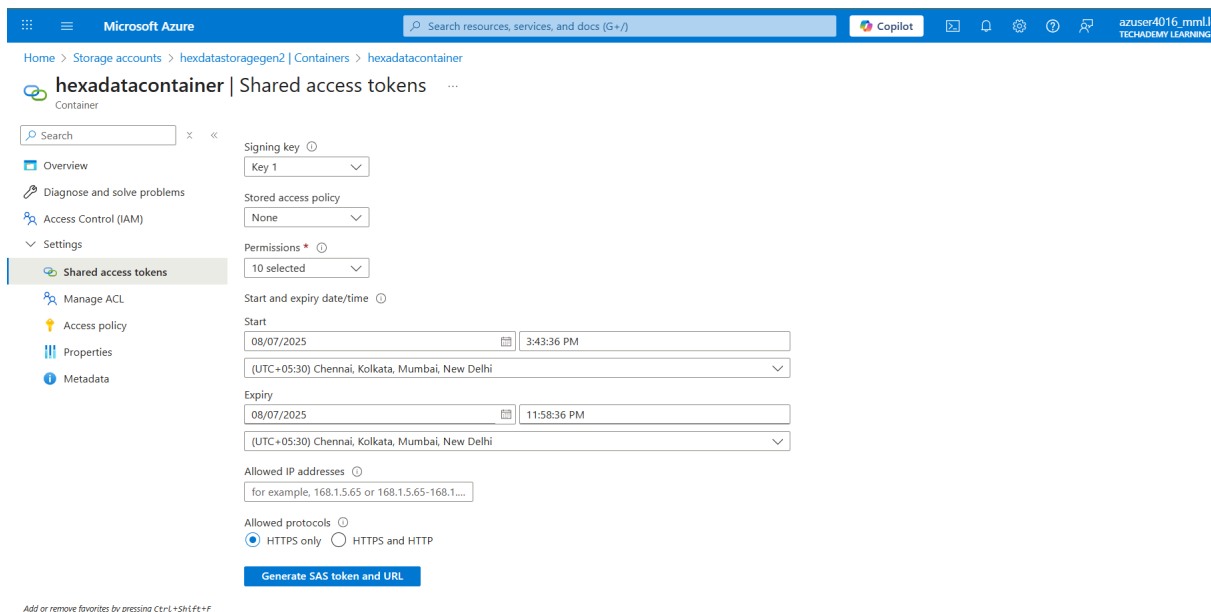 Microsoft Azure
Search resources, services, and docs (G+/)
Copilot
azuser4016_mml.l
TECHADEMY LEARNING
Home > Storage accounts > hexdatastoragegen2 | Containers > hexadatacontainer
hexadatacontainer | Shared access tokens ...
Container
Search
Overview
Diagnose and solve problems
Access Control (IAM)
Settings
Shared access tokens
Manage ACL
Access policy
Properties
Metadata
Signing key
Key 1
Stored access policy
None
Permissions *
10 selected
Start and expiry date/time
Start
08/07/2025 3:43:36 PM
(UTC+05:30) Chennai, Kolkata, Mumbai, New Delhi
Expiry
08/07/2025 11:58:36 PM
(UTC+05:30) Chennai, Kolkata, Mumbai, New Delhi
Allowed IP addresses
for example, 168.1.5.65 or 168.1.5.65-168.1....
Allowed protocols
HTTPS only HTTPS and HTTP
Generate SAS token and URL
Add or remove favorites by pressing Ctrl+Shift+F